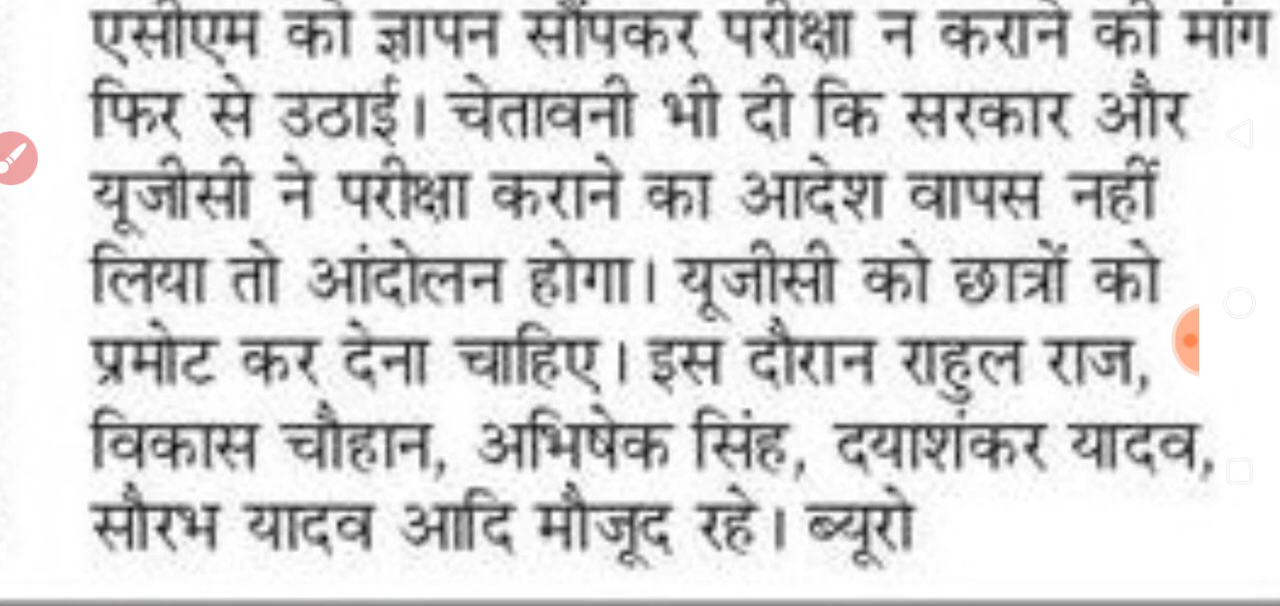 एसीएम को ज्ञापन सौंपकर परीक्षा न कराने की मांग
फिर से उठाई। चेतावनी भी दी कि सरकार और
यूजीसी ने परीक्षा कराने का आदेश वापस नहीं
लिया तो आंदोलन होगा। यूजीसी को छात्रों को
प्रमोट कर देना चाहिए। इस दौरान राहुल राज,
विकास चौहान, अभिषेक सिंह, दयाशंकर यादव,
सौरभ यादव आदि मौजूद रहे। ब्यूरो